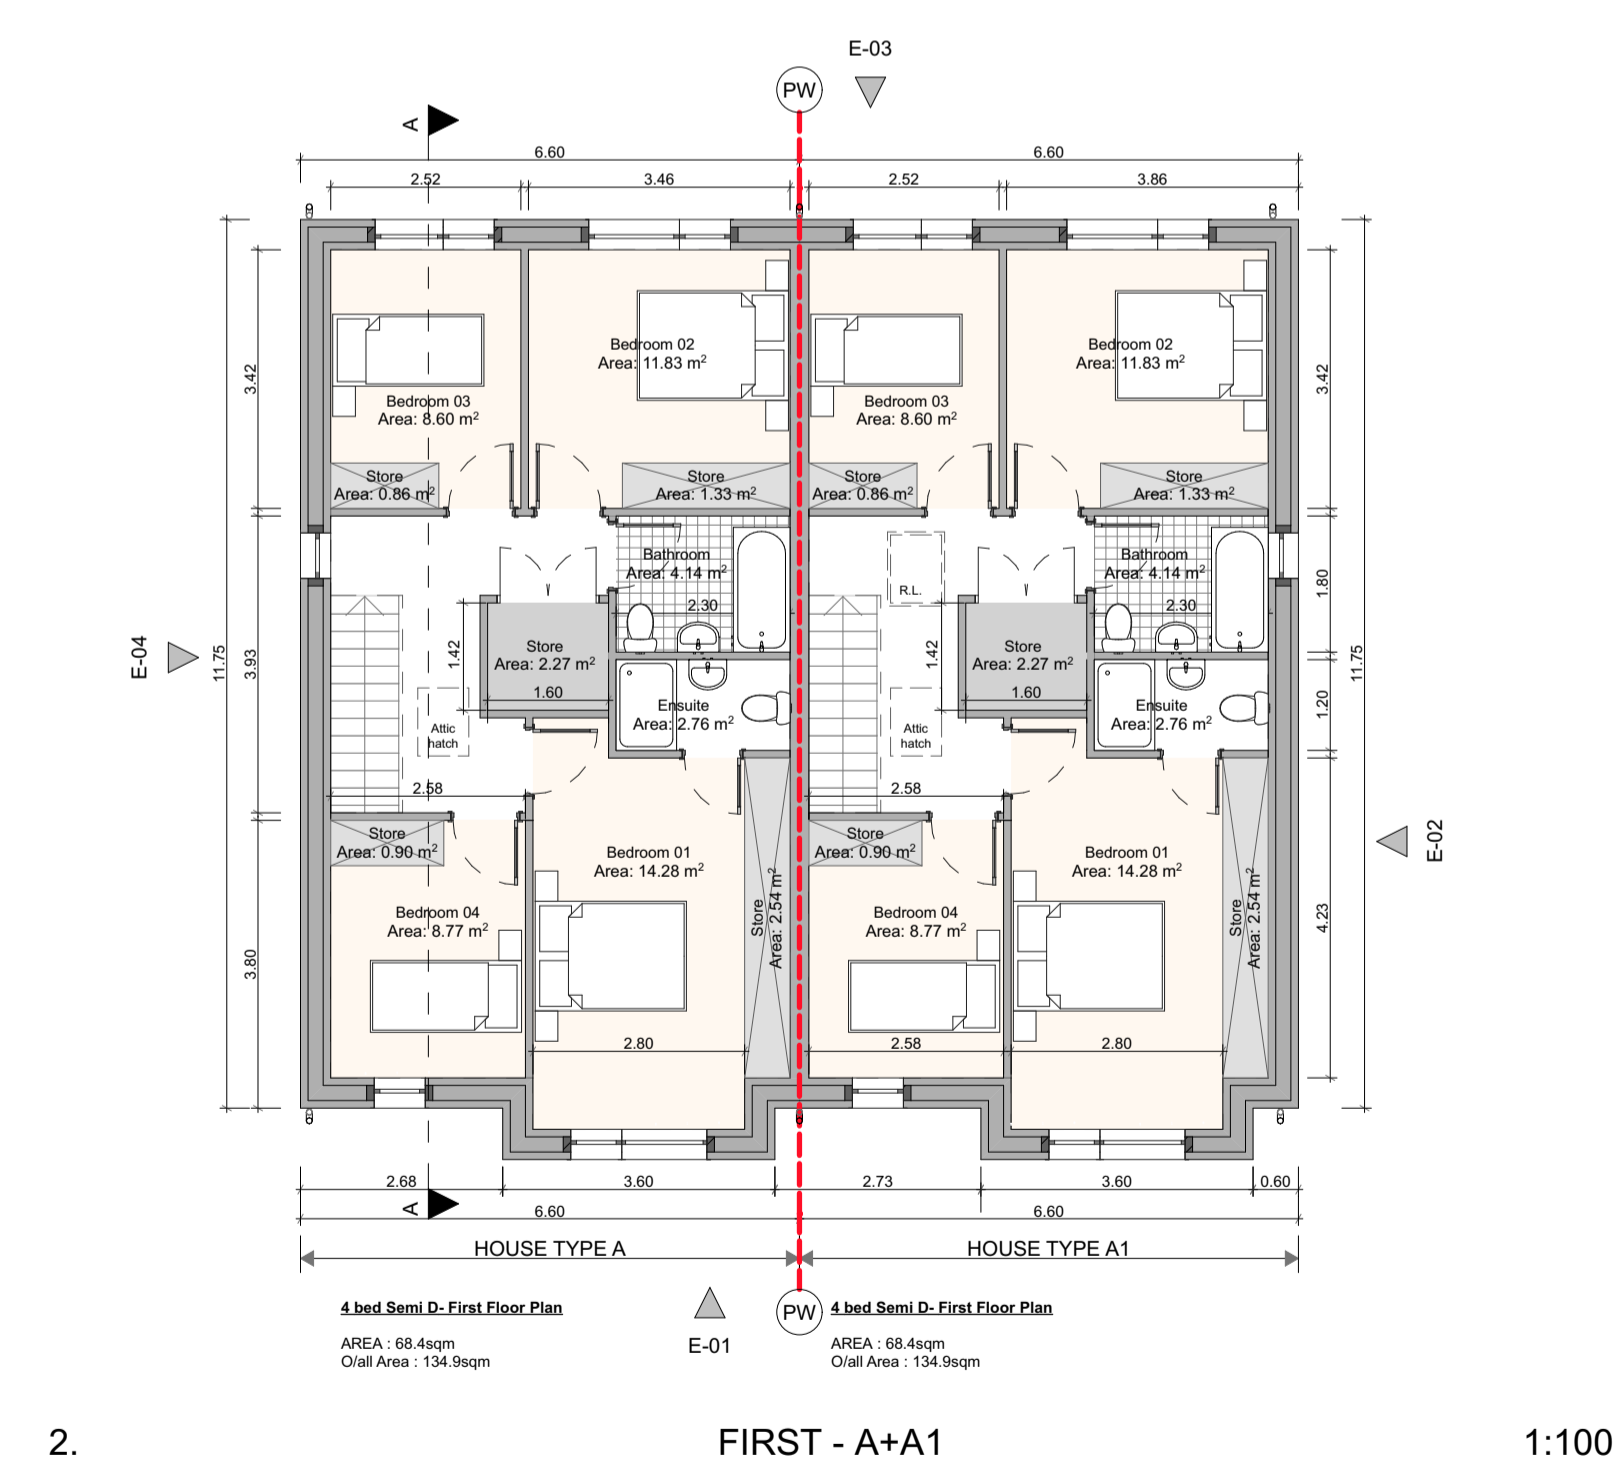 E-03
PW
A
6.60
6.60
2.52
3.46
2.52
3.86
Bedroom 02
Area: 11.83 m²
Bedroom 02
Area: 11.83 m²
3.42
3.42
Bedroom 03
Area: 8.60 m²
Bedroom 03
Area: 8.60 m²
Store
Area: 0.86 m²
Store
Area: 1.33 m²
Store
Area: 0.86 m²
Store
Area: 1.33 m²
Bathroom
Area: 4.14 m²
Bathroom
Area: 4.14 m²
R.L.
1.80
2.30
2.30
E-04
11.75
3.93
1.42
Store
Area: 2.27 m²
1.60
1.42
Store
Area: 2.27 m²
1.60
11.75
1.20
Ensuite
Area: 2.76 m²
Ensuite
Area: 2.76 m²
Attic
hatch
Attic
hatch
2.58
2.58
Store
Area: 0.90 m²
Store
Area: 0.90 m²
E-02
Bedroom 01
Area: 14.28 m²
Bedroom 01
Area: 14.28 m²
Store
Area: 2.54 m²
Store
Area: 2.54 m²
Bedroom 04
Area: 8.77 m²
Bedroom 04
Area: 8.77 m²
4.23
3.80
2.80
2.58
2.80
2.68
3.60
2.73
3.60
0.60
A
6.60
6.60
HOUSE TYPE A
HOUSE TYPE A1
4 bed Semi D- First Floor Plan
PW
4 bed Semi D- First Floor Plan
E-01
AREA : 68.4sqm
O/all Area : 134.9sqm
AREA : 68.4sqm
O/all Area : 134.9sqm
2.
FIRST - A+A1
1:100